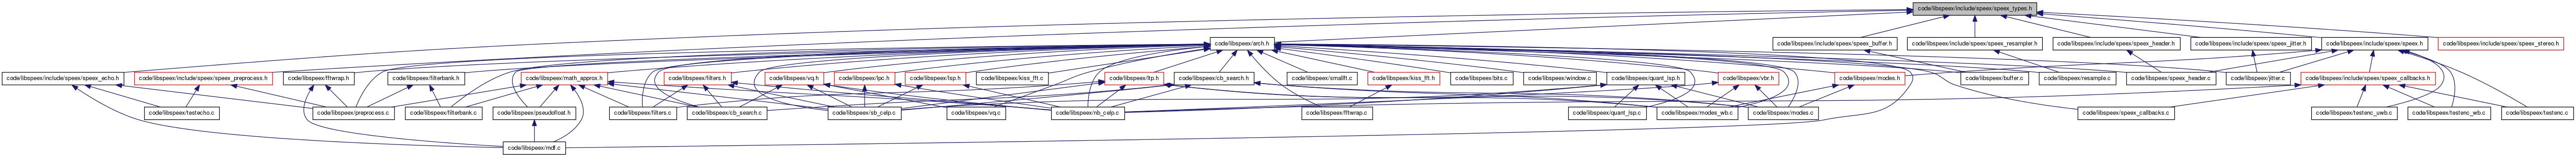 code/libspeex/include/speex/speex_types.h
code/libspeex/arch.h
code/libspeex/include/speex/speex_buffer.h
code/libspeex/include/speex/speex_resampler.h
code/libspeex/include/speex/speex_header.h
code/libspeex/include/speex/speex_jitter.h
code/libspeex/include/speex/speex.h
code/libspeex/include/speex/speex_stereo.h
code/libspeex/include/speex/speex_echo.h
code/libspeex/include/speex/speex_preprocess.h
code/libspeex/fftwrap.h
code/libspeex/filterbank.h
code/libspeex/math_approx.h
code/libspeex/filters.h
code/libspeex/vq.h
code/libspeex/lpc.h
code/libspeex/lsp.h
code/libspeex/kiss_fft.c
code/libspeex/ltp.h
code/libspeex/cb_search.h
code/libspeex/smallft.c
code/libspeex/kiss_fft.h
code/libspeex/bits.c
code/libspeex/window.c
code/libspeex/quant_lsp.h
code/libspeex/vbr.h
code/libspeex/modes.h
code/libspeex/buffer.c
code/libspeex/resample.c
code/libspeex/speex_header.c
code/libspeex/jitter.c
code/libspeex/include/speex/speex_callbacks.h
code/libspeex/testecho.c
code/libspeex/preprocess.c
code/libspeex/filterbank.c
code/libspeex/pseudofloat.h
code/libspeex/filters.c
code/libspeex/cb_search.c
code/libspeex/sb_celp.c
code/libspeex/vq.c
code/libspeex/nb_celp.c
code/libspeex/fftwrap.c
code/libspeex/quant_lsp.c
code/libspeex/modes_wb.c
code/libspeex/modes.c
code/libspeex/speex_callbacks.c
code/libspeex/testenc_uwb.c
code/libspeex/testenc_wb.c
code/libspeex/testenc.c
code/libspeex/mdf.c